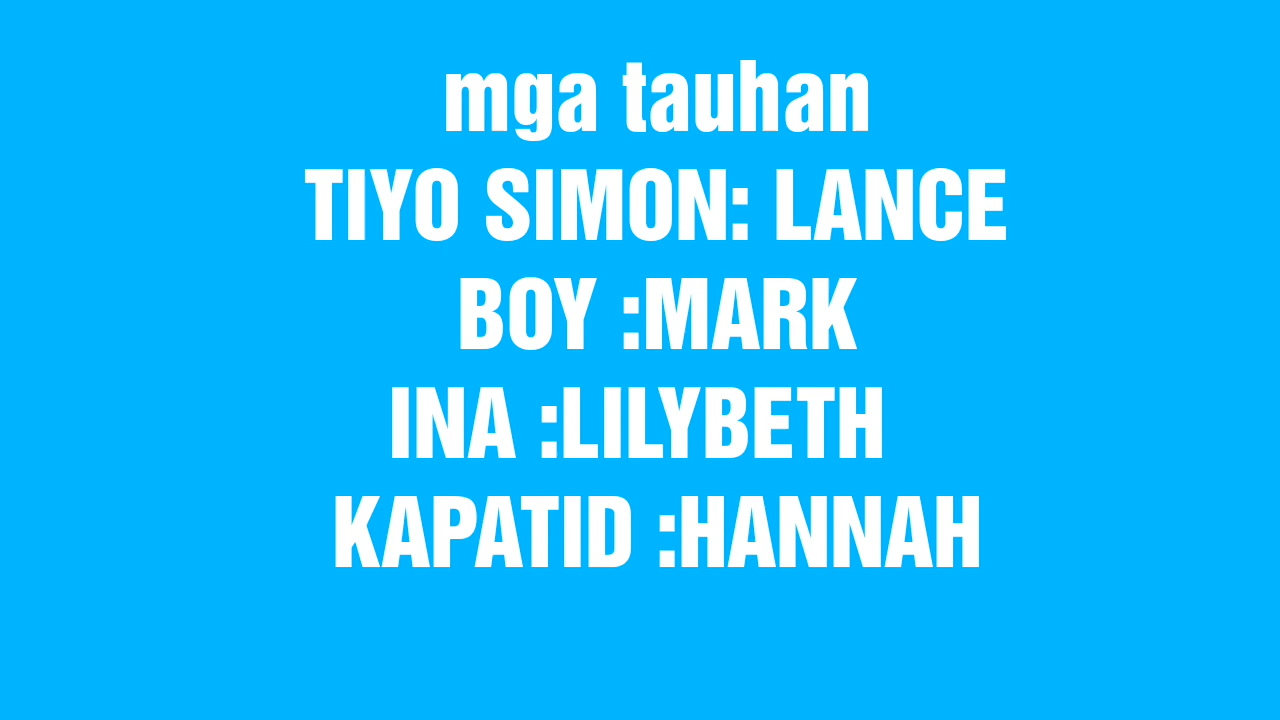 mga tauhan
TIYO SIMON: LANCE
BOY :MARK
INA :LILYBETH
KAPATID :HANNAH